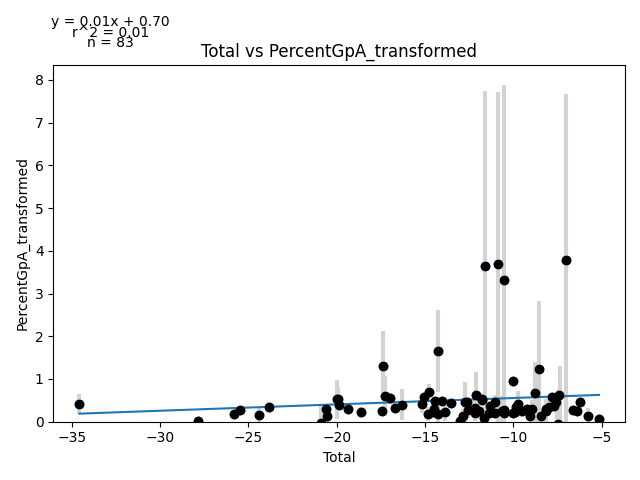 y = 0.01x + 0.70
r^2 = 0.01
n = 83
Total vs PercentGpA_transformed
PercentGpA_transformed
8
7
6
5
4
3
2
1
0
−35
−30
−25
−20
−15
−10
−5
Total